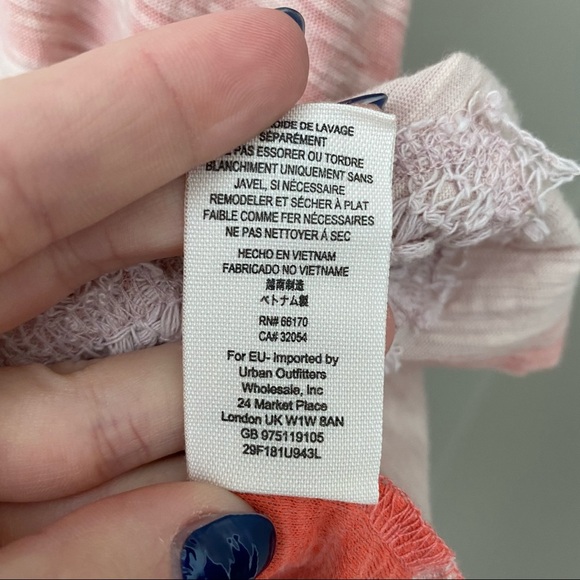 DE LAVAGE
SÉPARÉMENT
PAS ESSORER OU TORDRE
BLANCHIMENT UNIQUEMENT SANS
JAVEL, SI NÉCESSAIRE
REMODELER ET SÉCHER À PLAT
FAIBLE COMME FER NÉCESSAIRES
NE PAS NETTOYER Á SEC
HECHO EN VIETNAM
FABRICADO NO VIETNAME
越南制造
ベトナム製
RN# 66170
CA# 32054
For EU- Imported by
Urban Outfitters
Wholesale, Inc
24 Market Place
London UK W1W 8AN
GB 975119105
29F181U943L